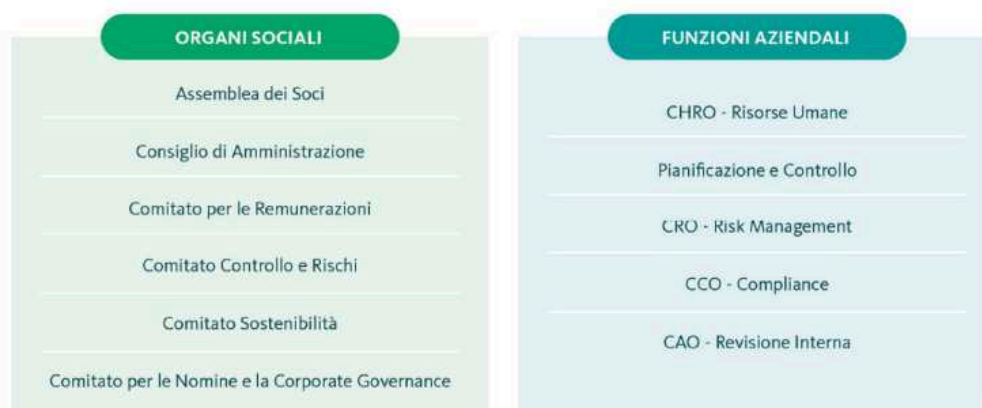 ORGANI SOCIALI
Assemblea dei Soci
Consiglio di Amministrazione
Comitato per le Remunerazioni
Comitato Controllo e Rischi
Comitato Sostenibilità
Comitato per le Nomine e la Corporate Governance
FUNZIONI AZIENDALI
CHRO - Risorse Umane
Pianificazione e Controllo
CRO - Risk Management
CCO - Compliance
CAO - Revisione Interna